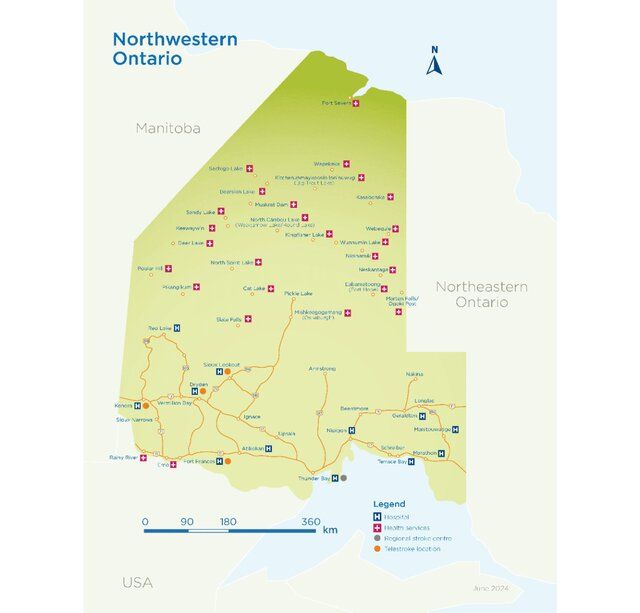 Northwestern
Ontario
N
Manitoba
Fort Severn
Sachigo Lake
Wapekeka
Kitchenuhmaykoosib Inninuwug
(Big Trout Lake)
Bearskin Lake
Kasabonika
Muskrat Dam
Sandy Lake
North Caribou Lake
(Weagamow Lake/Round Lake)
Keewaywin
Kingfisher Lake
Webequie
Deer Lake
Wunnumin Lake
Nibinamik
North Spirit Lake
Poplar Hill
Neskantaga
Northeastern
Ontario
Pikangikum
Cat Lake
Eabametoong
(Fort Hope)
Pickle Lake
Marten Falls/
Ogoki Post
Mishkeegogamang
(Osnaburgh)
Slate Falls
Red Lake
Sioux Lookout
Armstrong
Nakina
Dryden
Kenora
Vermilion Bay
Longlac
Beardmore
Geraldton
Sioux Narrows
Ignace
Nipigon
Manitouwadge
Upsala
Atikokan
Schreiber
Marathon
Rainy River
Emo
Fort Frances
Terrace Bay
Thunder Bay
Legend
Hospital
Health services
Regional stroke centre
Telestroke location
0 90 180 360
km
USA
June 2024